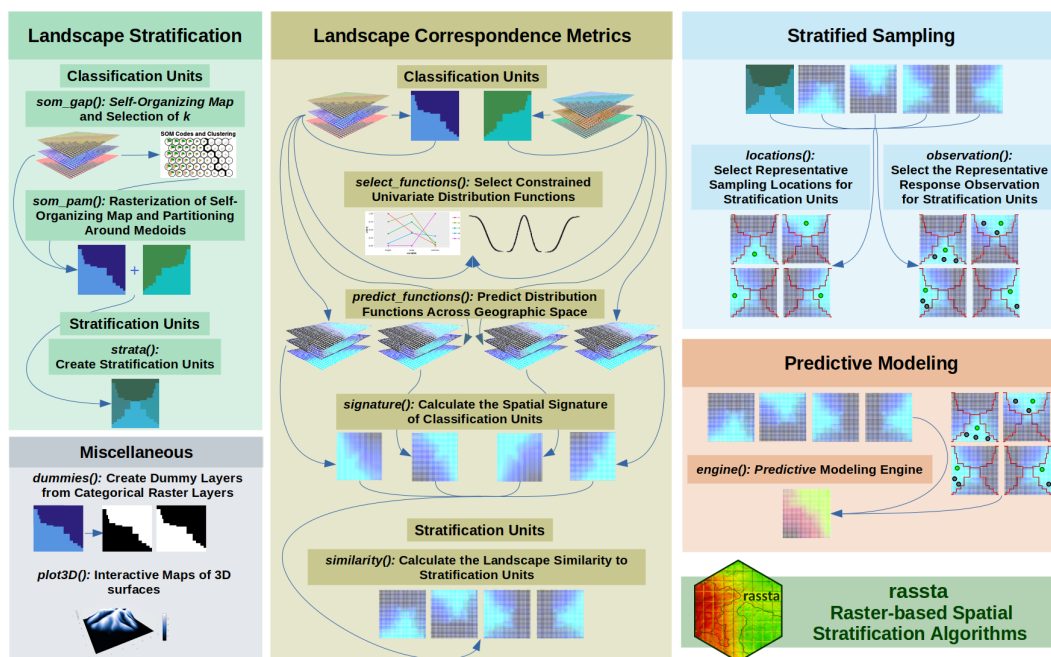 Landscape Stratification
Classification Units
som_gap(): Self-Organizing Map
and Selection of k
SOM Codes and Clustering
som_pam(): Rasterization of Self-
Organizing Map and Partitioning
Around Medoids
+
Stratification Units
strata():
Create Stratification Units
Miscellaneous
dummies(): Create Dummy Layers
from Categorical Raster Layers
plot3D(): Interactive Maps of 3D
surfaces
Landscape Correspondence Metrics
Classification Units
select_functions(): Select Constrained
Univariate Distribution Functions
predict_functions(): Predict Distribution
Functions Across Geographic Space
signature(): Calculate the Spatial Signature
of Classification Units
Stratification Units
similarity(): Calculate the Landscape Similarity to
Stratification Units
Stratified Sampling
locations():
Select Representative
Sampling Locations for
Stratification Units
observation():
Select the Representative
Response Observation
for Stratification Units
Predictive Modeling
engine(): Predictive Modeling Engine
rassta
rassta
Raster-based Spatial
Stratification Algorithms